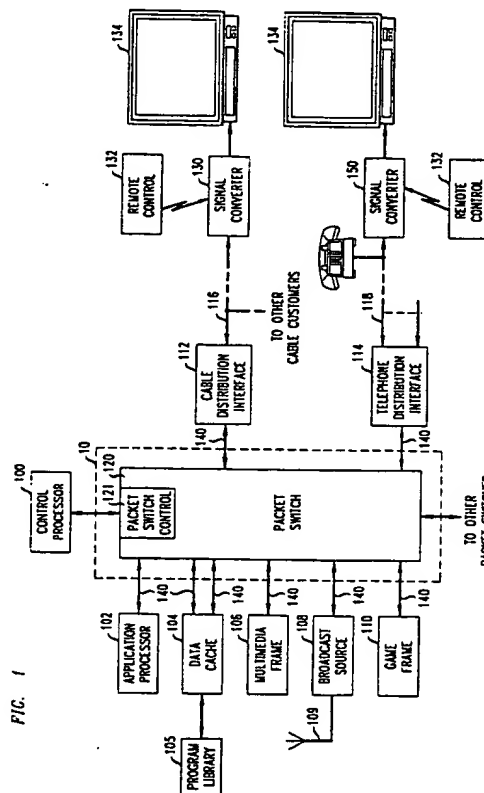 FIG. 1
100
CONTROL
PROCESSOR
10
120
121
PACKET
SWITCH
CONTROL
PACKET
SWITCH
102
APPLICATION
PROCESSOR
140
105
PROGRAM
LIBRARY
104
DATA
CACHE
140
140
106
MULTIMEDIA
FRAME
140
108
BROADCAST
SOURCE
109
140
110
GAME
FRAME
140
TO OTHER
112
CABLE
DISTRIBUTION
INTERFACE
140
116
TO OTHER
CABLE CUSTOMERS
114
TELEPHONE
DISTRIBUTION
INTERFACE
140
118
132
REMOTE
CONTROL
130
SIGNAL
CONVERTER
134
150
SIGNAL
CONVERTER
132
REMOTE
CONTROL
134